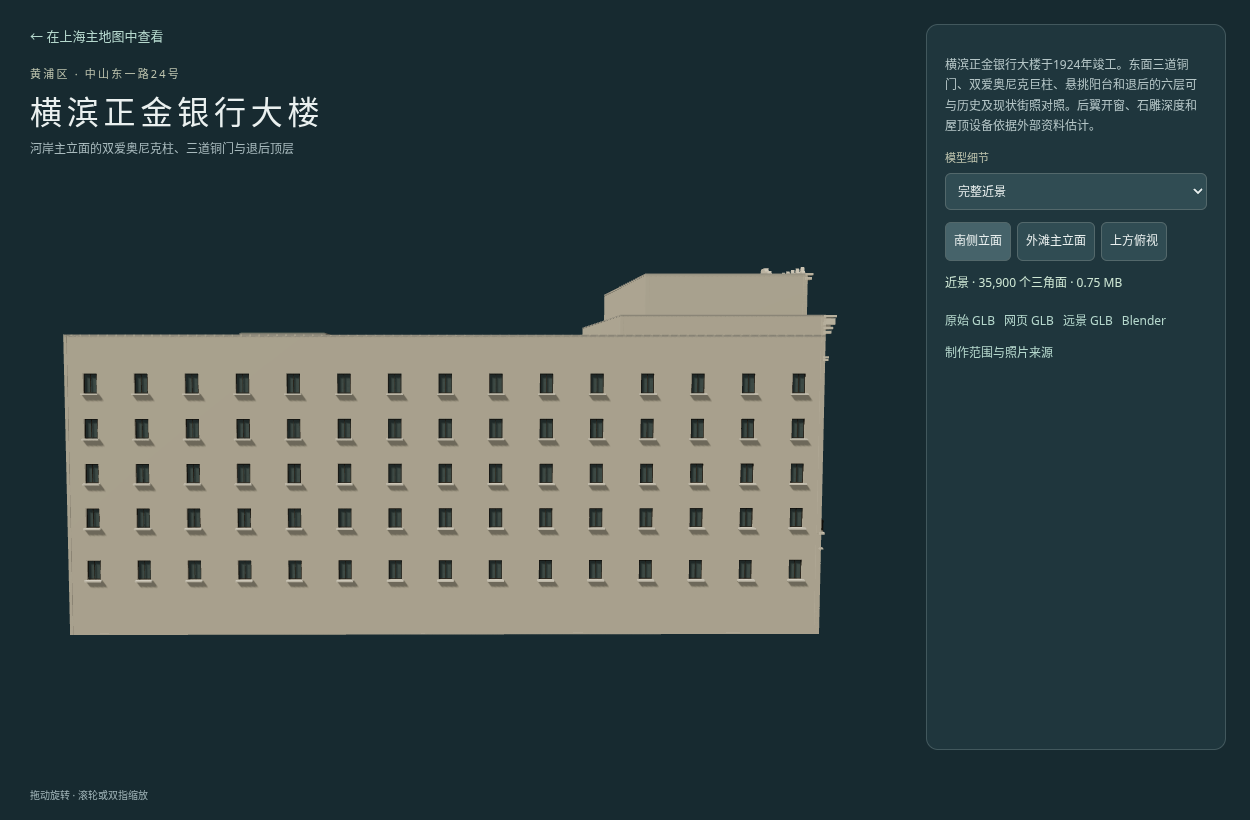 ← 在上海主地图中查看
黄浦区 · 中山东一路24号
横滨正金银行大楼
河岸主立面的双爱奥尼克柱、三道铜门与退后顶层
横滨正金银行大楼于1924年竣工。东面三道铜
门、双爱奥尼克巨柱、悬挑阳台和退后的六层可
与历史及现状街照对照。后翼开窗、石雕深度和
屋顶设备依据外部资料估计。
模型细节
完整近景
南侧立面 外滩主立面 上方俯视
近景 · 35,900 个三角面 · 0.75 MB
原始 GLB 网页 GLB 远景 GLB Blender
制作范围与照片来源
拖动旋转 · 滚轮或双指缩放